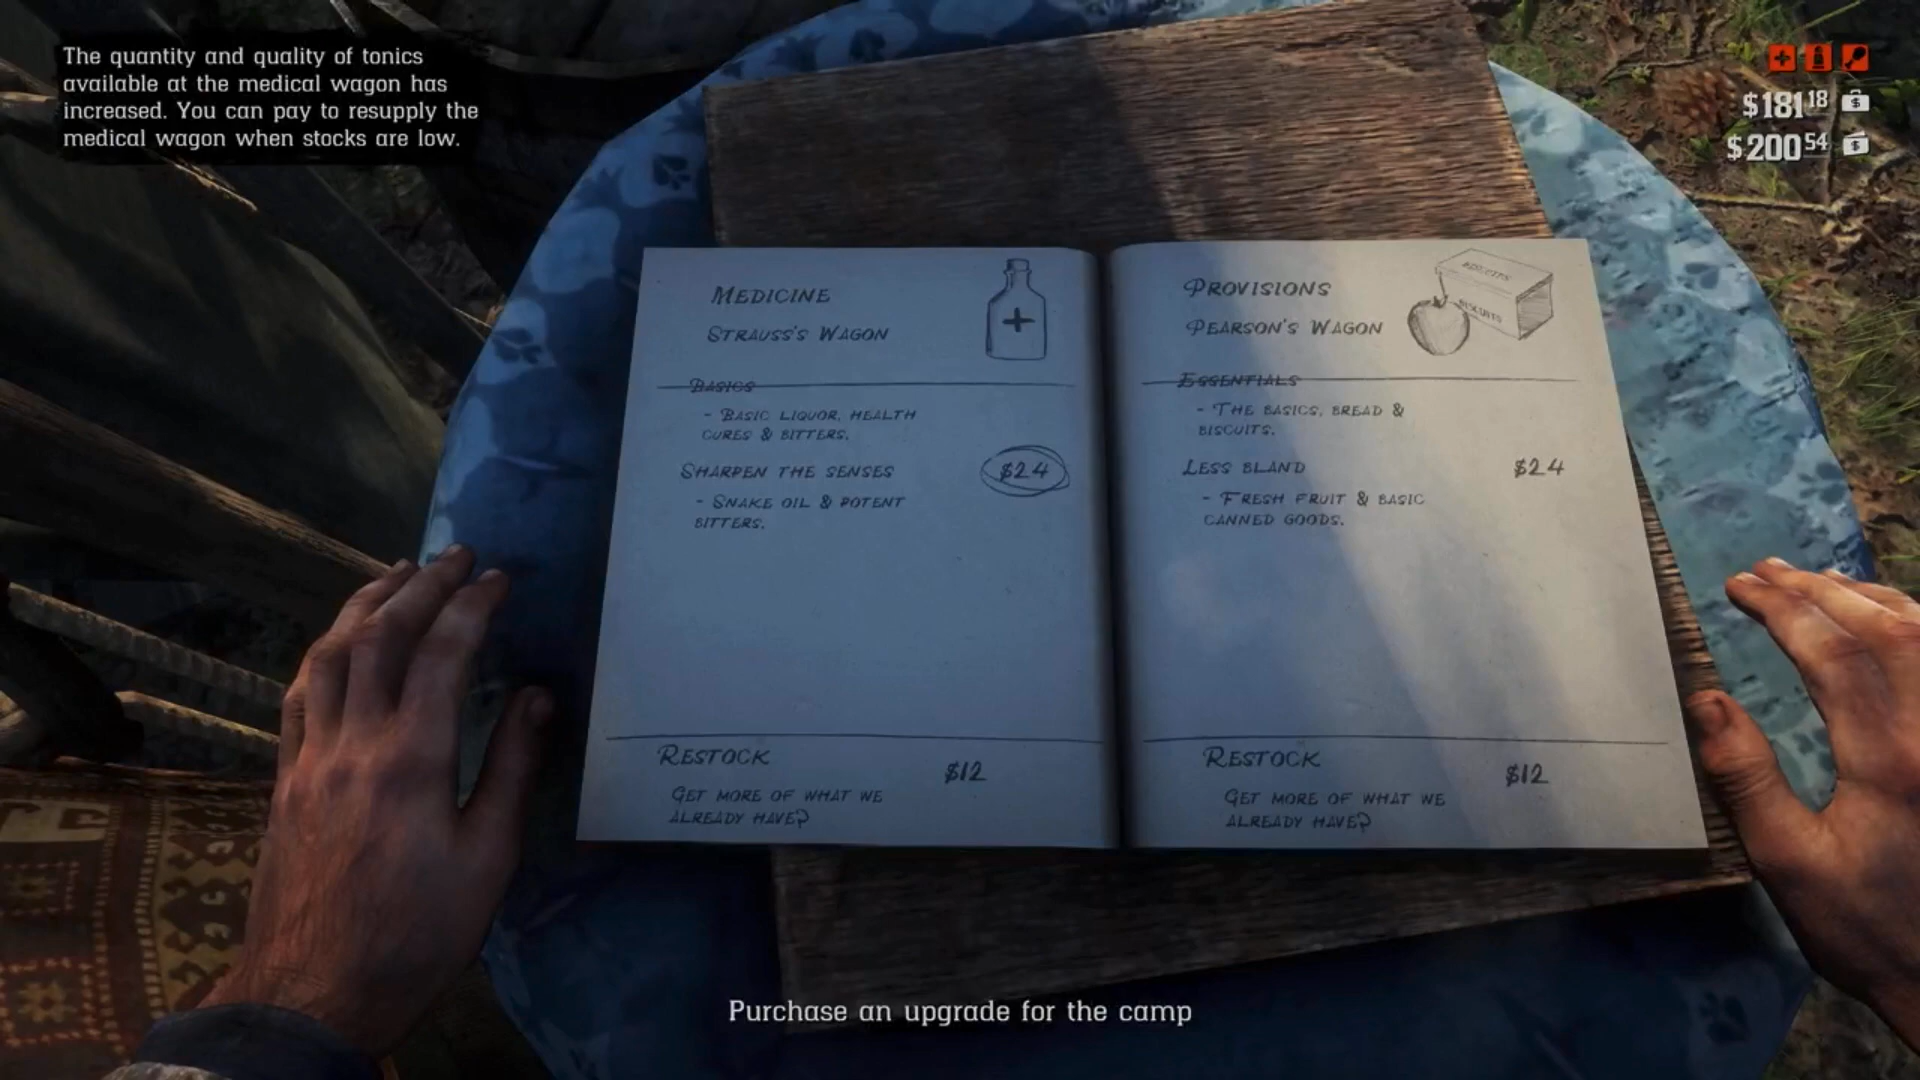 The quantity and quality of tonics
available at the medical wagon has
increased. You can pay to resupply the
medical wagon when stocks are low.
$181 18
$200 54
MEDICINE
STRAUSS'S WAGON
BASICS
- BASIC LIQUOR, HEALTH
CURES & BITTERS.
SHARPEN THE SENSES $24
- SNAKE OIL & POTENT
BITTERS.
RESTOCK $12
GET MORE OF WHAT WE
ALREADY HAVE?
PROVISIONS
PEARSON'S WAGON
BISCUITS
BISCUITS
ESSENTIALS
- THE BASICS, BREAD &
BISCUITS.
LESS BLAND $24
- FRESH FRUIT & BASIC
CANNED GOODS.
RESTOCK $12
GET MORE OF WHAT WE
ALREADY HAVE?
Purchase an upgrade for the camp